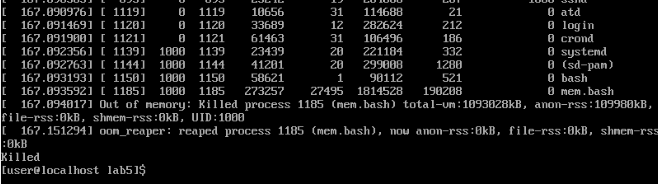 [ 167.090976] [ 1119] 0 1119 10656 31 114688 21 0 atd
[ 167.091469] [ 1120] 0 1120 33689 12 282624 212 0 login
[ 167.091900] [ 1121] 0 1121 61463 31 106496 186 0 crond
[ 167.092356] [ 1139] 1000 1139 23439 20 221184 332 0 systemd
[ 167.092763] [ 1144] 1000 1144 41201 20 299008 1280 0 (sd-pam)
[ 167.093193] [ 1150] 1000 1150 58621 1 90112 521 0 bash
[ 167.093592] [ 1185] 1000 1185 273257 27495 1814528 190208 0 mem.bash
[ 167.094017] Out of memory: Killed process 1185 (mem.bash) total-vm:1093028kB, anon-rss:109980kB,
file-rss:0kB, shmem-rss:0kB, UID:1000
[ 167.151294] oom_reaper: reaped process 1185 (mem.bash), now anon-rss:0kB, file-rss:0kB, shmem-rss
:0kB
Killed
[user@localhost lab5]$